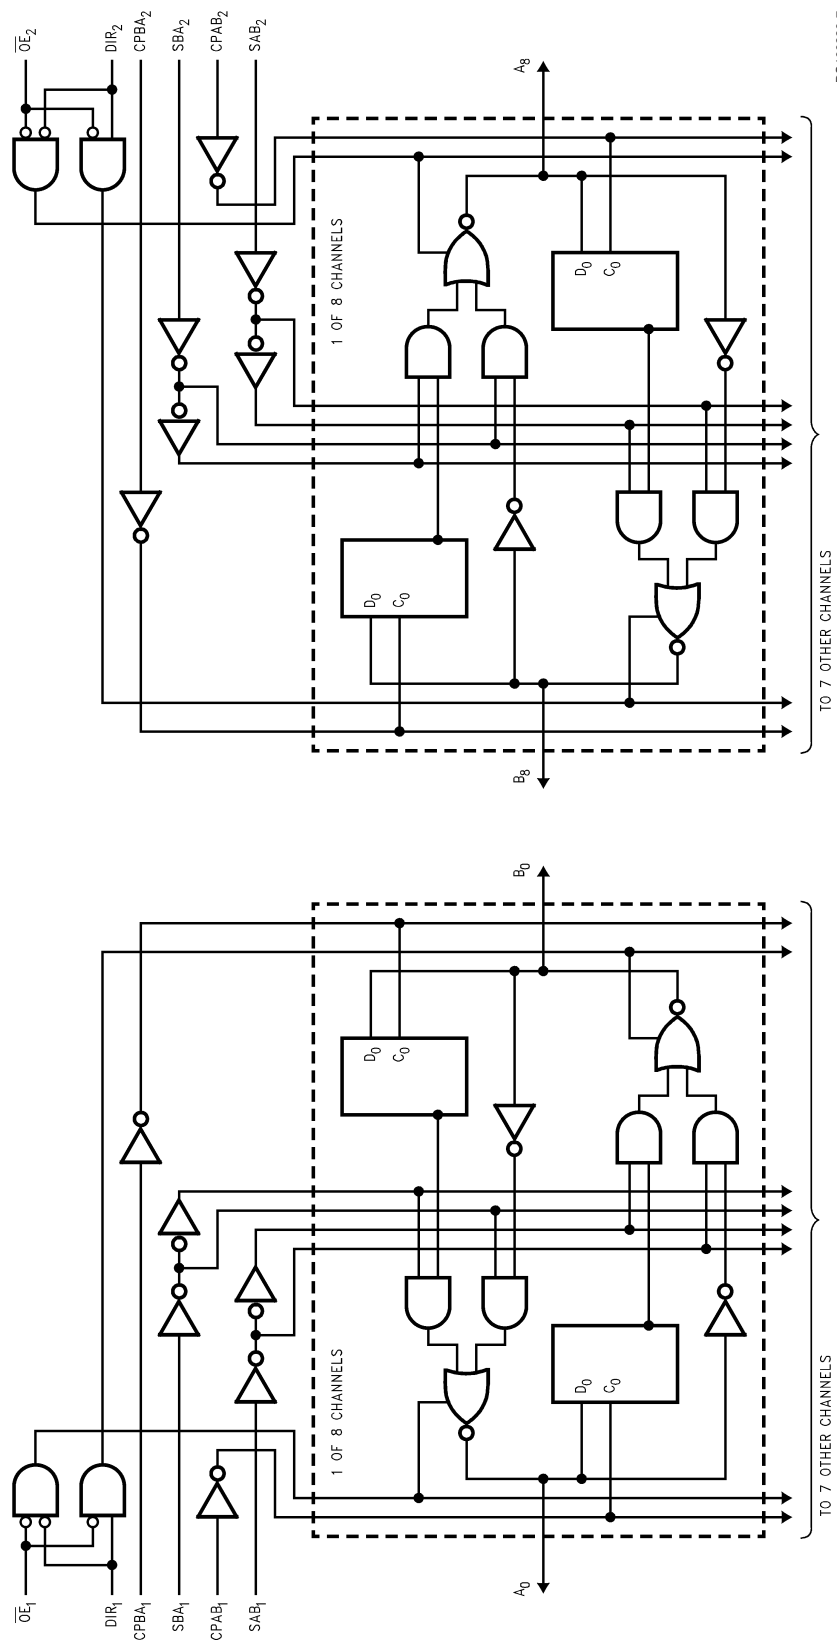 OE₂
DIR₂
CPBA₂
SBA₂
CPAB₂
SAB₂
A₈
1 OF 8 CHANNELS
D₀
C₀
D₀
C₀
B₈
TO 7 OTHER CHANNELS
B₀
D₀
C₀
1 OF 8 CHANNELS
D₀
C₀
A₀
TO 7 OTHER CHANNELS
OE₁
DIR₁
CPBA₁
SBA₁
CPAB₁
SAB₁